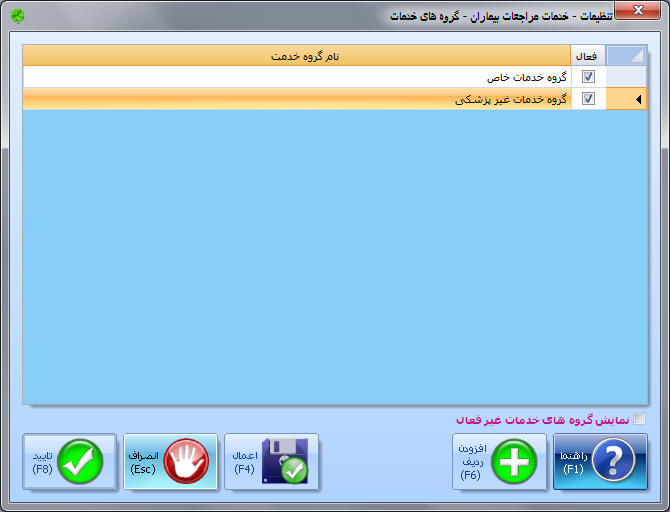 تنظیمات - خدمات مراجعات بیماران - گروه های خدمات
فعال نام گروه خدمت
گروه خدمات خاص
گروه خدمات غیر پزشکی
نمایش گروه های خدمات غیر فعال
راهنما
(F1)
افزودن
ردیف
(F6)
اعمال
(F4)
انصراف
(Esc)
تایید
(F8)